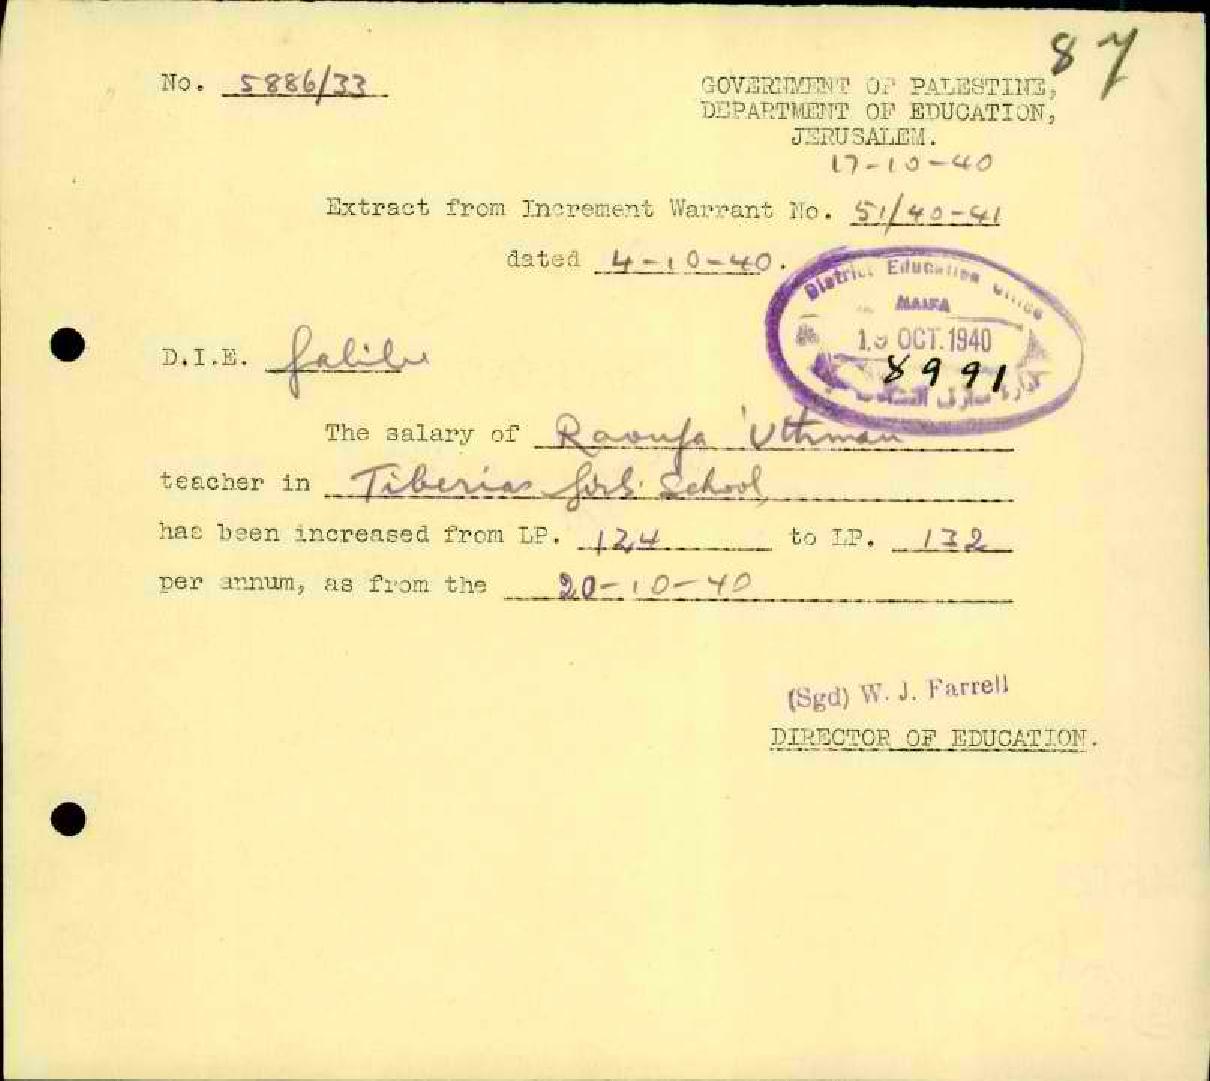 87
No. 5886/33
GOVERNMENT OF PALESTINE,
DEPARTMENT OF EDUCATION,
JERUSALEM.
17-10-40
Extract from Increment Warrant No. 51/40-41
dated 4-10-40.
District Education Office
HAIFA
OCT. 1940
8991
D.I.E. Galilee
The salary of Raoufa 'Uthman
teacher in Tiberias Girls' School,
has been increased from LP. 124 to LP. 132
per annum, as from the 20-10-40
(Sgd) W. J. Farrell
DIRECTOR OF EDUCATION.